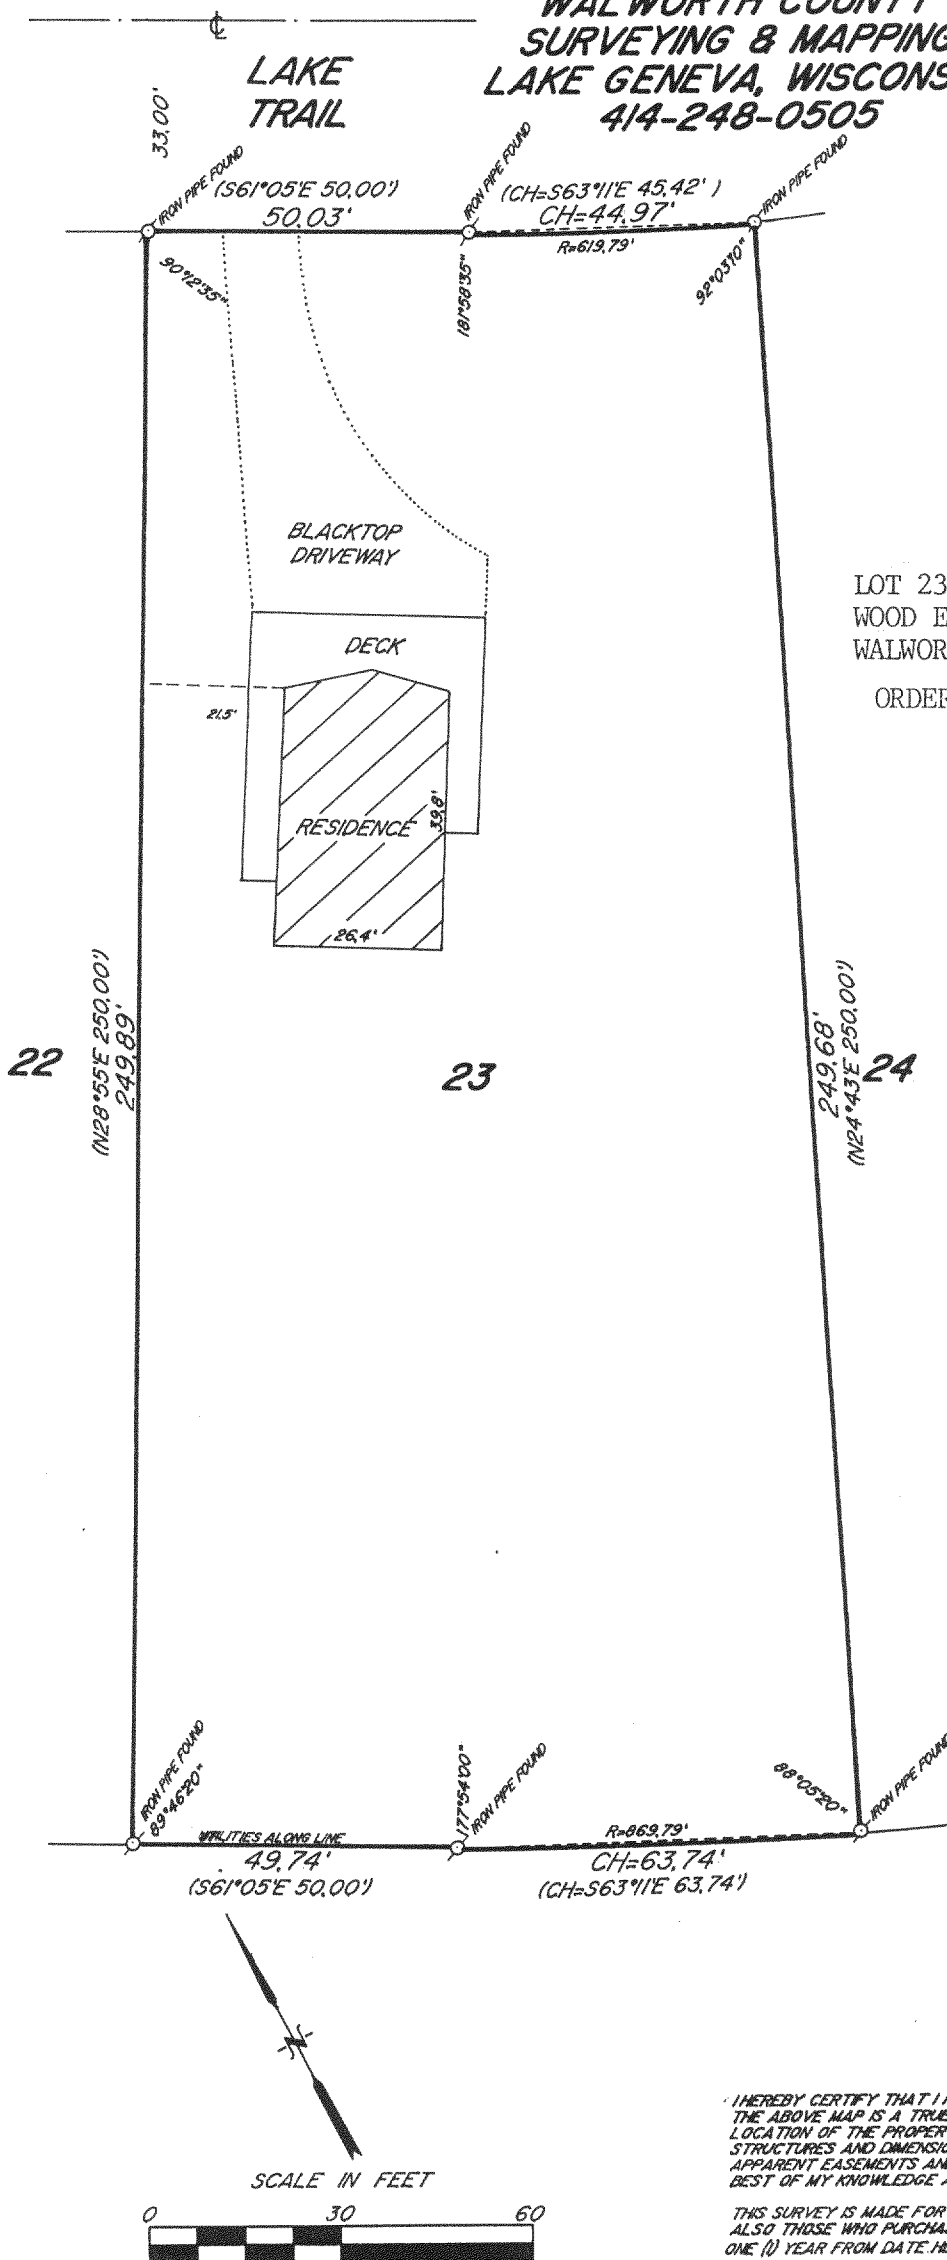 WALWORTH COUNTY
SURVEYING & MAPPING
LAKE GENEVA, WISCONS
414-248-0505
℄
LAKE
TRAIL
33.00'
IRON PIPE FOUND
(S61°05'E 50.00')
50.03'
IRON PIPE FOUND
(CH=S63°11'E 45.42')
CH=44.97'
R=619.79'
IRON PIPE FOUND
90°12'35"
181°58'35"
92°03'10"
BLACKTOP
DRIVEWAY
LOT 23
WOOD E
WALWOR
ORDER
DECK
21.5'
RESIDENCE
39.8'
26.4'
22
(N28°55'E 250.00')
249.89'
23
249.68'
(N24°43'E 250.00')
24
IRON PIPE FOUND
89°46'20"
177°54'00"
IRON PIPE FOUND
88°05'20"
IRON PIPE FOUND
UTILITIES ALONG LINE
49.74'
(S61°05'E 50.00')
R=869.79'
CH=63.74'
(CH=S63°11'E 63.74')
N
SCALE IN FEET
0 30 60
I HEREBY CERTIFY THAT I
THE ABOVE MAP IS A TRUE
LOCATION OF THE PROPER
STRUCTURES AND DIMENSIO
APPARENT EASEMENTS AN
BEST OF MY KNOWLEDGE
THIS SURVEY IS MADE FOR
ALSO THOSE WHO PURCHA
ONE (1) YEAR FROM DATE H